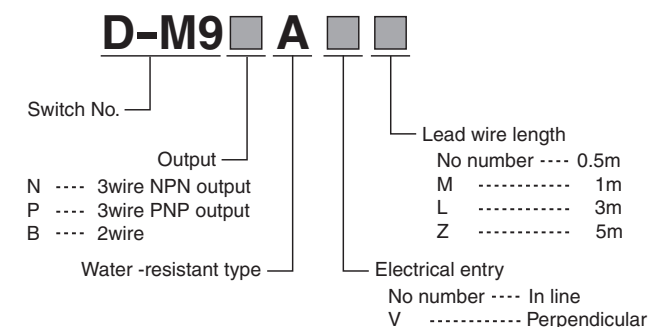 D-M9■ A ■ ■
Switch No.
Lead wire length
No number ---- 0.5m
M ------------ 1m
L ------------ 3m
Z ------------ 5m
Output
N ---- 3wire NPN output
P ---- 3wire PNP output
B ---- 2wire
Water -resistant type
Electrical entry
No number ---- In line
V ------------ Perpendicular